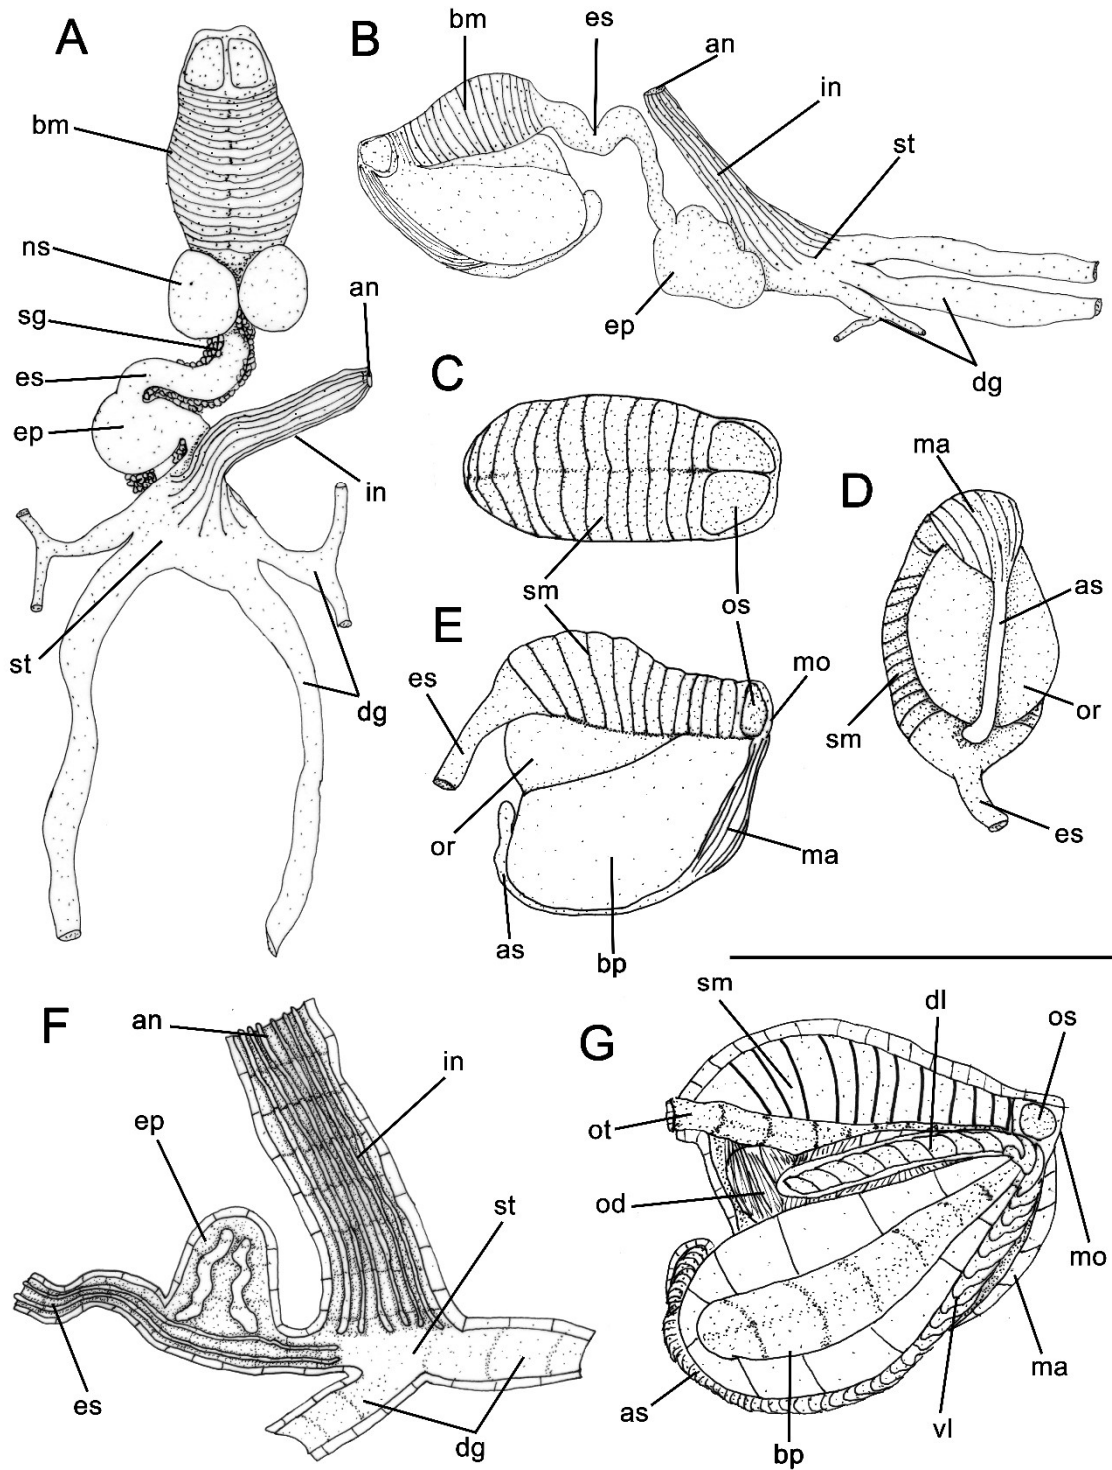 A
bm
ns
sg
es
ep
an
in
st
dg
B
bm
es
an
in
st
ep
dg
C
sm
os
D
ma
as
or
sm
es
E
es
or
as
bp
ma
mo
F
an
in
ep
st
es
dg
G
sm
dl
os
ot
od
mo
as
bp
vl
ma